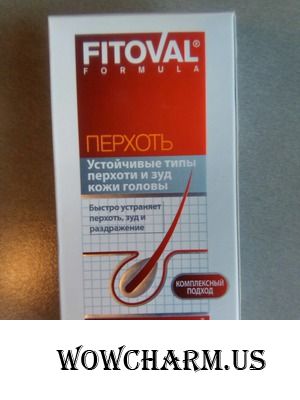 FITOVAL®
FORMULA
ПЕРХОТЬ
Устойчивые типы
перхоти и зуд
кожи головы
Быстро устраняет
перхоть, зуд и
раздражение
КОМПЛЕКСНЫЙ
ПОДХОД
WOWCHARM.US